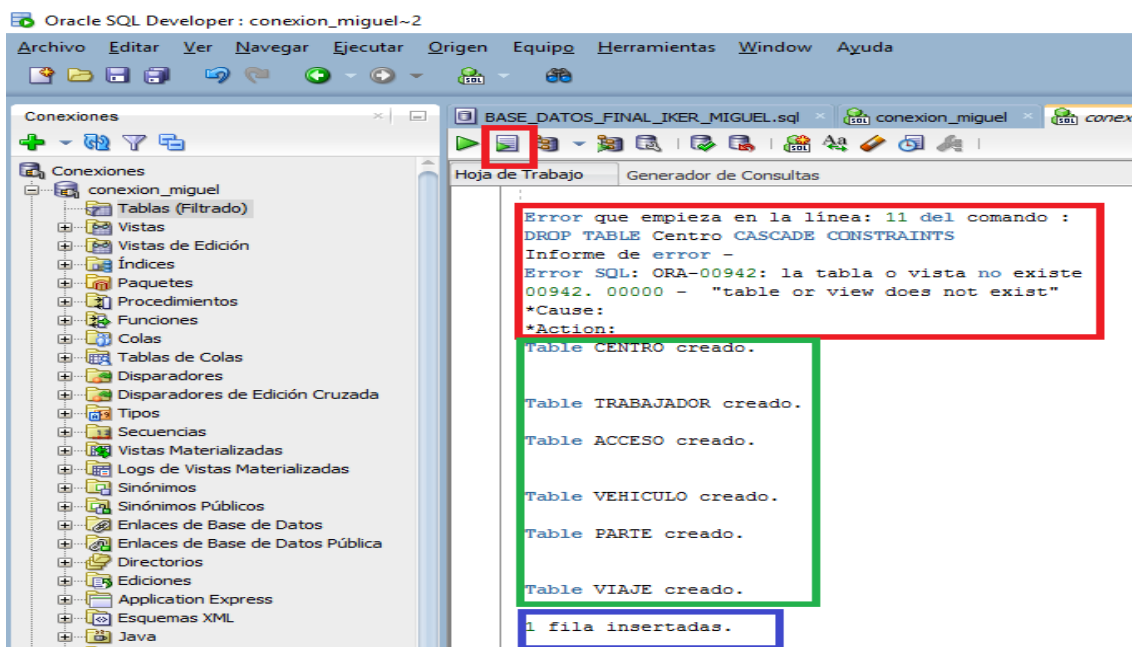 Oracle SQL Developer : conexion_miguel~2
Archivo Editar Ver Navegar Ejecutar Origen Equipo Herramientas Window Ayuda
Conexiones
BASE_DATOS_FINAL_IKER_MIGUEL.sql
conexion_miguel
conex
Hoja de Trabajo
Generador de Consultas
Conexiones
conexion_miguel
Tablas (Filtrado)
Vistas
Vistas de Edición
Índices
Paquetes
Procedimientos
Funciones
Colas
Tablas de Colas
Disparadores
Disparadores de Edición Cruzada
Tipos
Secuencias
Vistas Materializadas
Logs de Vistas Materializadas
Sinónimos
Sinónimos Públicos
Enlaces de Base de Datos
Enlaces de Base de Datos Pública
Directorios
Ediciones
Application Express
Esquemas XML
Java
Error que empieza en la línea: 11 del comando :
DROP TABLE Centro CASCADE CONSTRAINTS
Informe de error -
Error SQL: ORA-00942: la tabla o vista no existe
00942. 00000 - "table or view does not exist"
*Cause:
*Action:
Table CENTRO creado.
Table TRABAJADOR creado.
Table ACCESO creado.
Table VEHICULO creado.
Table PARTE creado.
Table VIAJE creado.
1 fila insertadas.